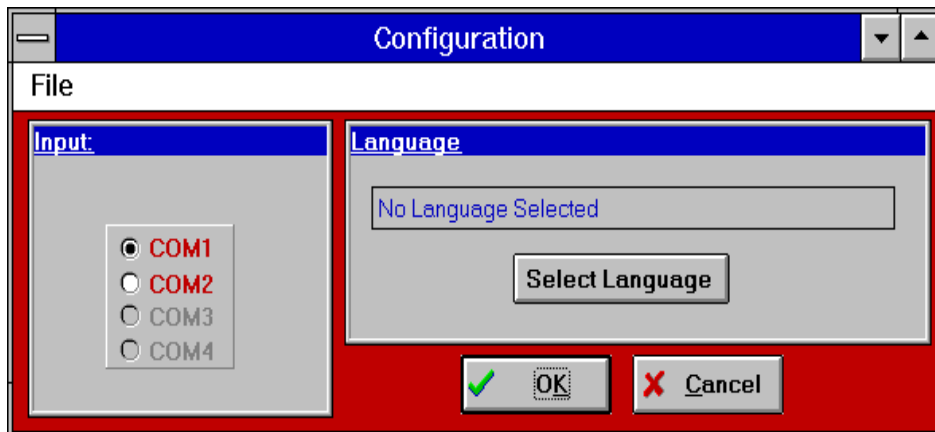 Configuration
File
Input:
COM1
COM2
COM3
COM4
Language
No Language Selected
Select Language
OK
Cancel